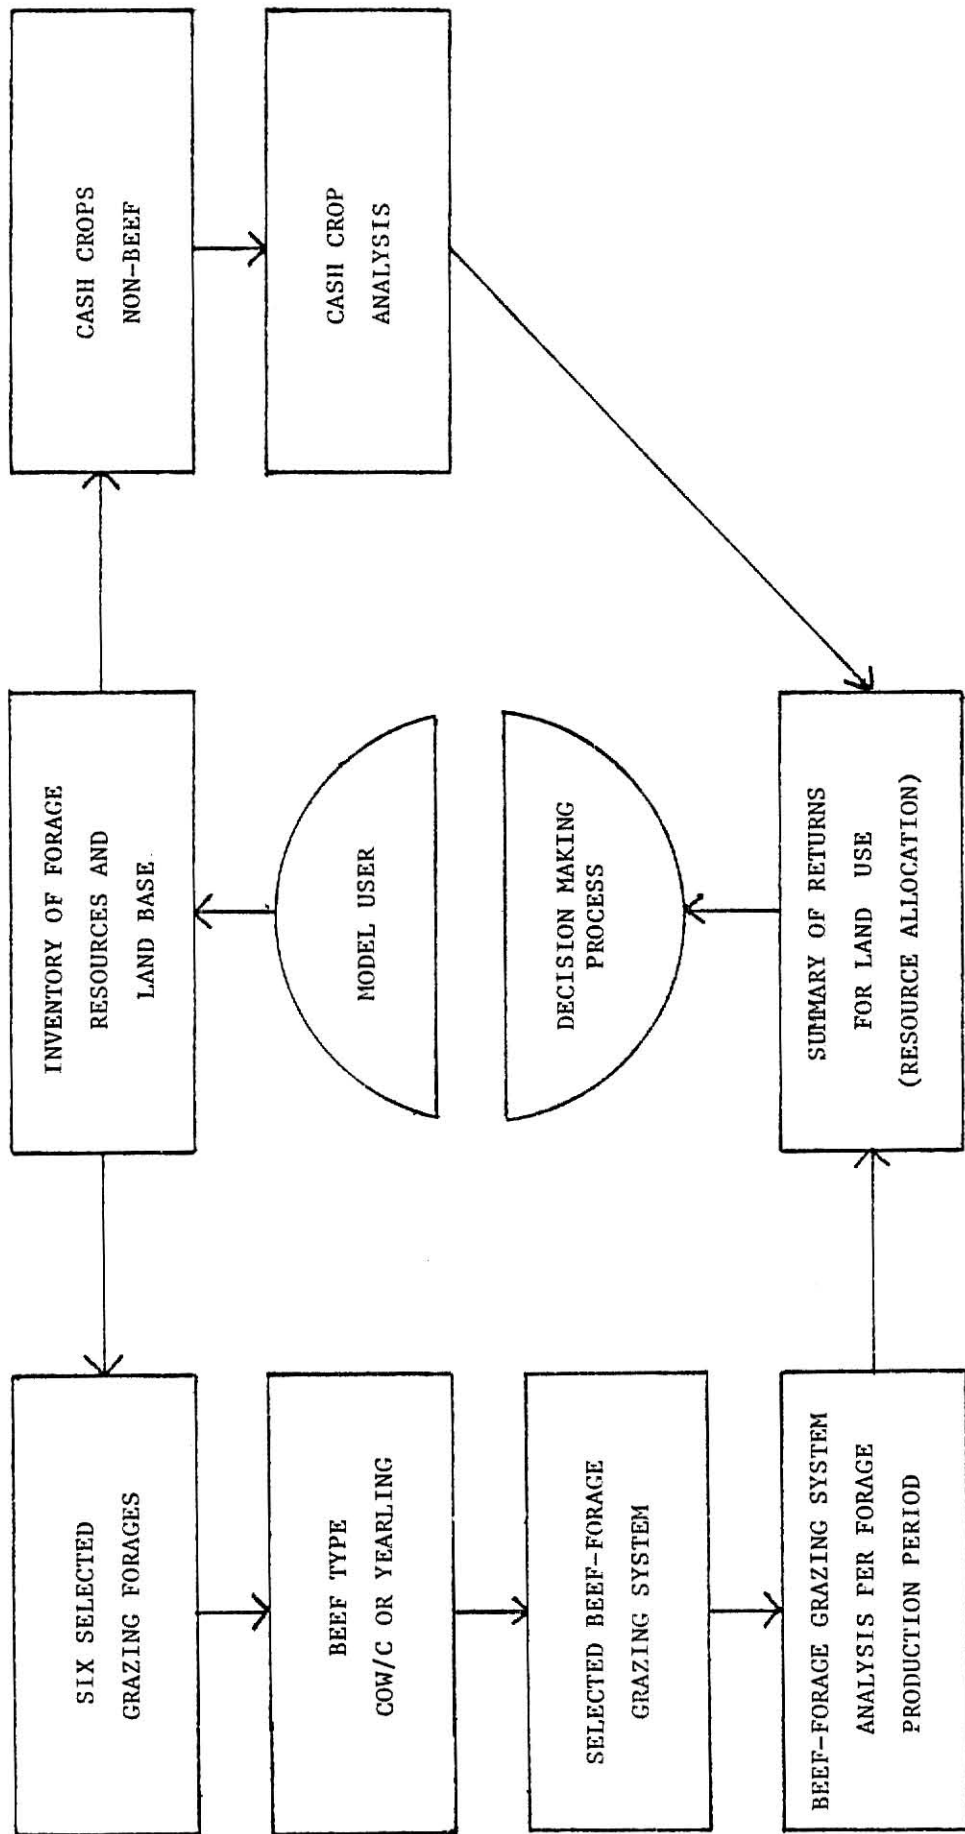 INVENTORY OF FORAGE
RESOURCES AND
LAND BASE
CASH CROPS
NON-BEEF
CASH CROP
ANALYSIS
MODEL USER
DECISION MAKING
PROCESS
SIX SELECTED
GRAZING FORAGES
BEEF TYPE
COW/C OR YEARLING
SELECTED BEEF-FORAGE
GRAZING SYSTEM
BEEF-FORAGE GRAZING SYSTEM
ANALYSIS PER FORAGE
PRODUCTION PERIOD
SUMMARY OF RETURNS
FOR LAND USE
(RESOURCE ALLOCATION)